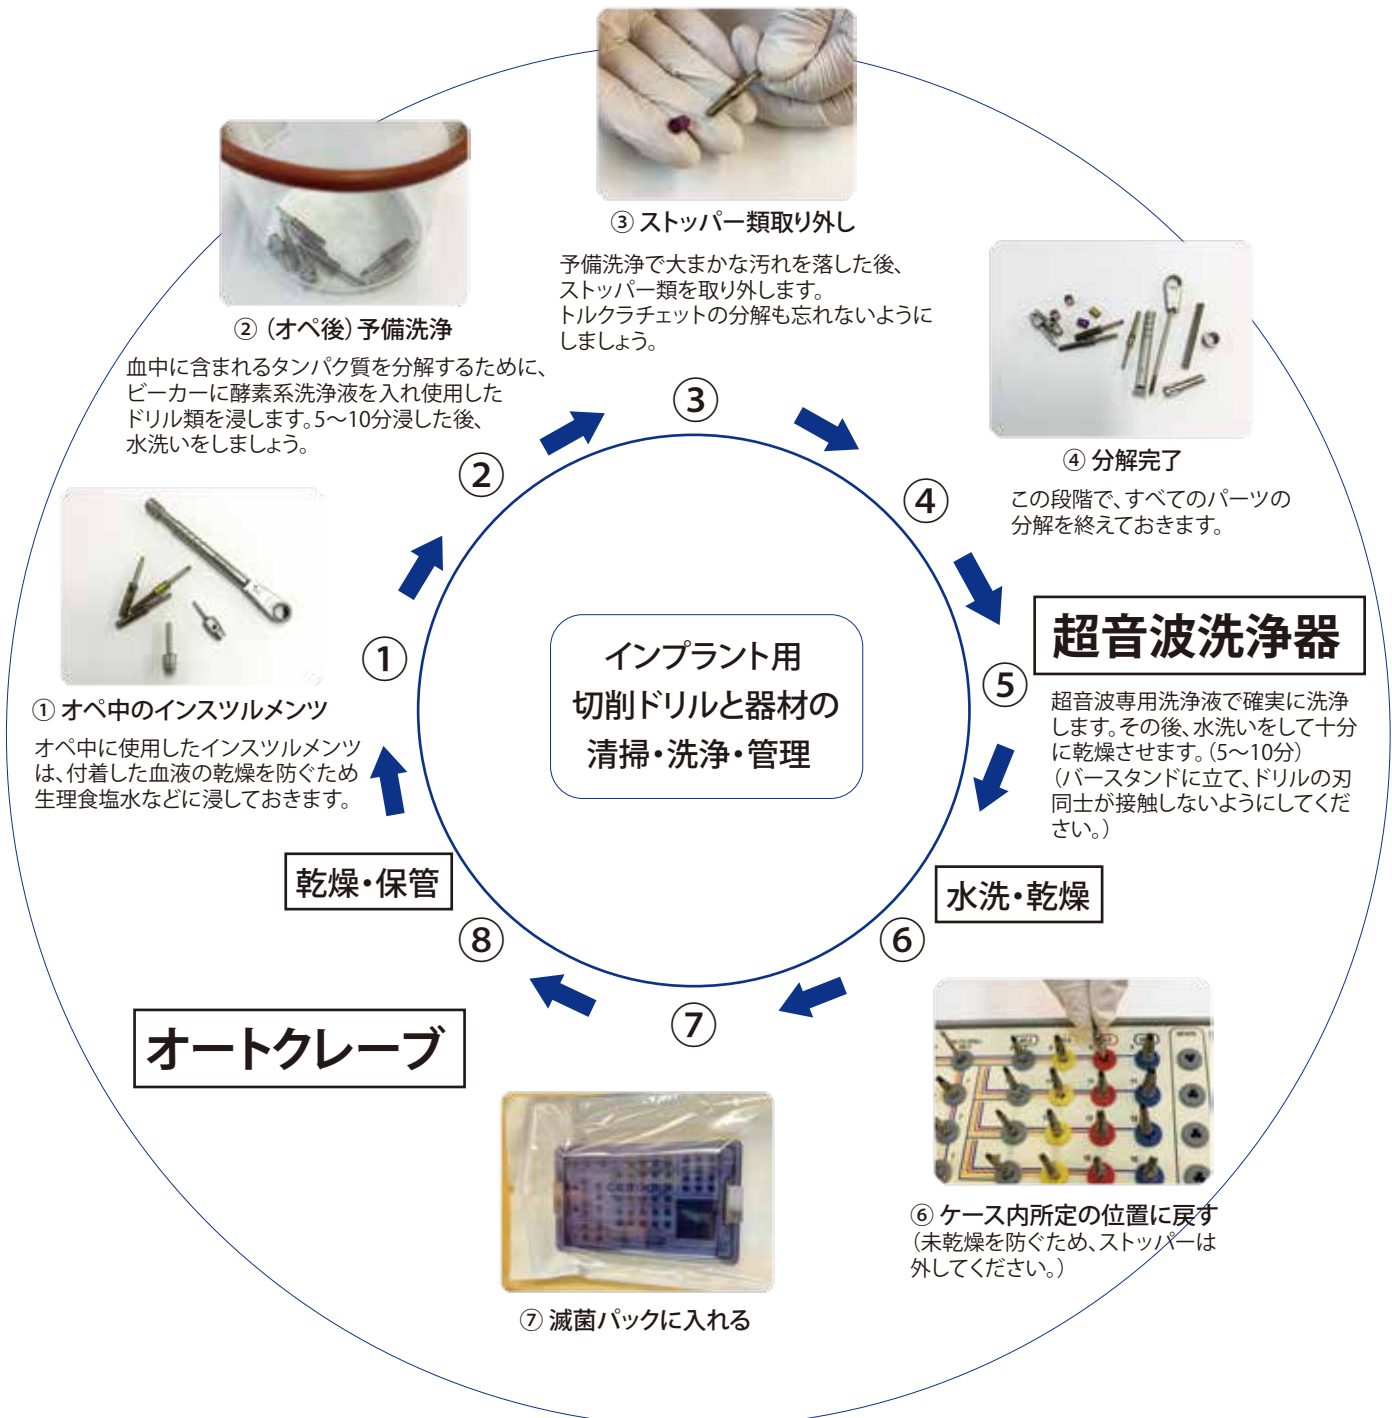 インプラント用
切削ドリルと器材の
清掃・洗浄・管理
①
① オペ中のインスツルメンツ
オペ中に使用したインスツルメンツ
は、付着した血液の乾燥を防ぐため
生理食塩水などに浸しておきます。
②
② （オペ後）予備洗浄
血中に含まれるタンパク質を分解するために、
ビーカーに酵素系洗浄液を入れ使用した
ドリル類を浸します。5〜10分浸した後、
水洗いをしましょう。
③
③ ストッパー類取り外し
予備洗浄で大まかな汚れを落した後、
ストッパー類を取り外します。
トルクラチェットの分解も忘れないように
しましょう。
④
④ 分解完了
この段階で、すべてのパーツの
分解を終えておきます。
⑤
超音波洗浄器
超音波専用洗浄液で確実に洗浄
します。その後、水洗いをして十分
に乾燥させます。（5〜10分）
（バースタンドに立て、ドリルの刃
同士が接触しないようにしてくだ
さい。）
水洗・乾燥
⑥
⑥ ケース内所定の位置に戻す
（未乾燥を防ぐため、ストッパーは
外してください。）
⑦
⑦ 滅菌パックに入れる
オートクレーブ
⑧
乾燥・保管